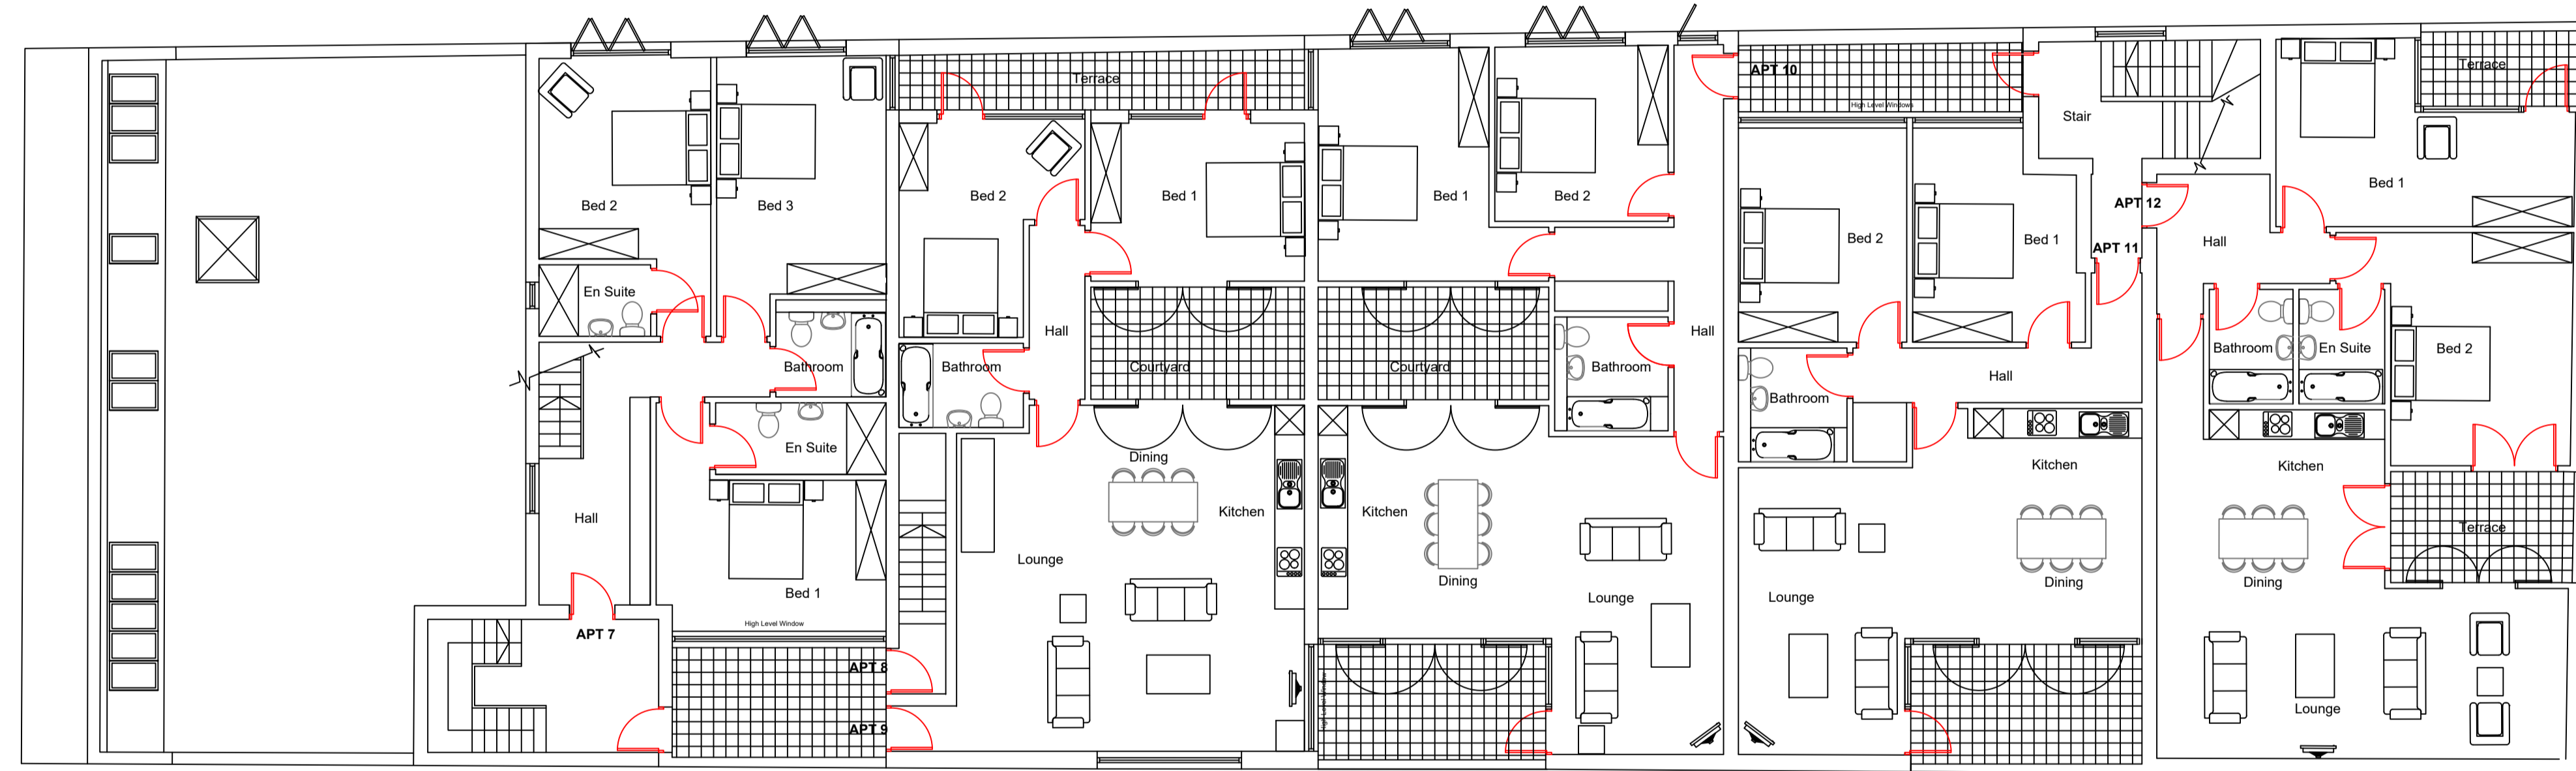 Bed 2
Bed 3
En Suite
Bathroom
En Suite
Hall
Bed 1
High Level Window
APT 7
APT 8
APT 9
Terrace
Bed 2
Bed 1
Hall
Bathroom
Courtyard
Dining
Kitchen
Lounge
Bed 1
Bed 2
Courtyard
Bathroom
Hall
Kitchen
Dining
Lounge
High Level Window
APT 10
High Level Windows
Stair
Bed 2
Bed 1
APT 12
APT 11
Hall
Bathroom
Kitchen
Dining
Lounge
Terrace
Bed 1
Hall
Bathroom
En Suite
Bed 2
Kitchen
Terrace
Dining
Lounge